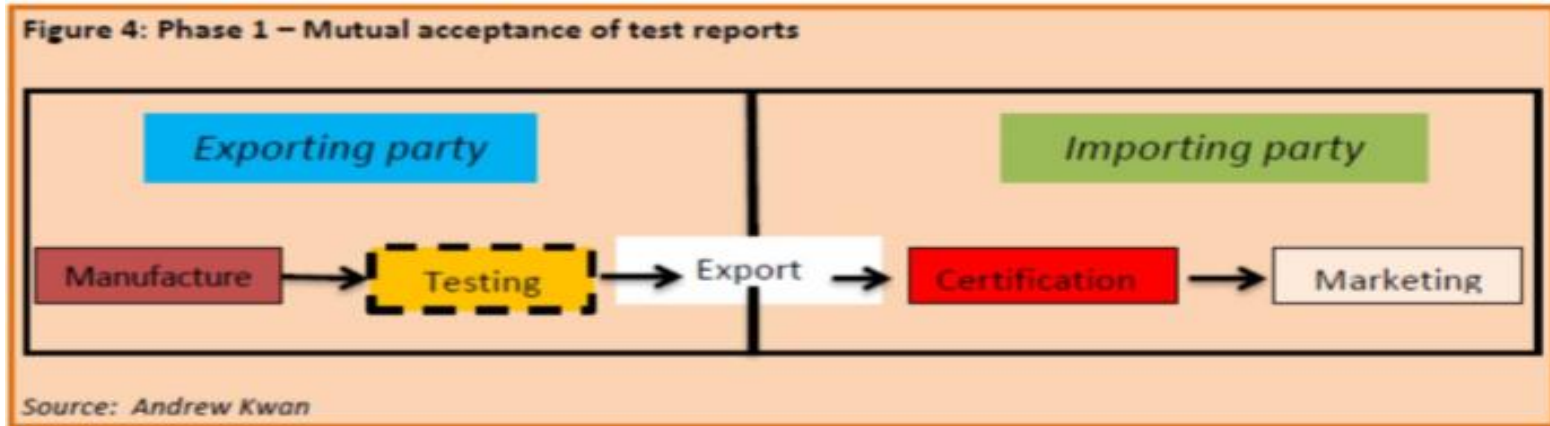 Figure 4: Phase 1 – Mutual acceptance of test reports
Exporting party
Importing party
Manufacture
Testing
Export
Certification
Marketing
Source: Andrew Kwan